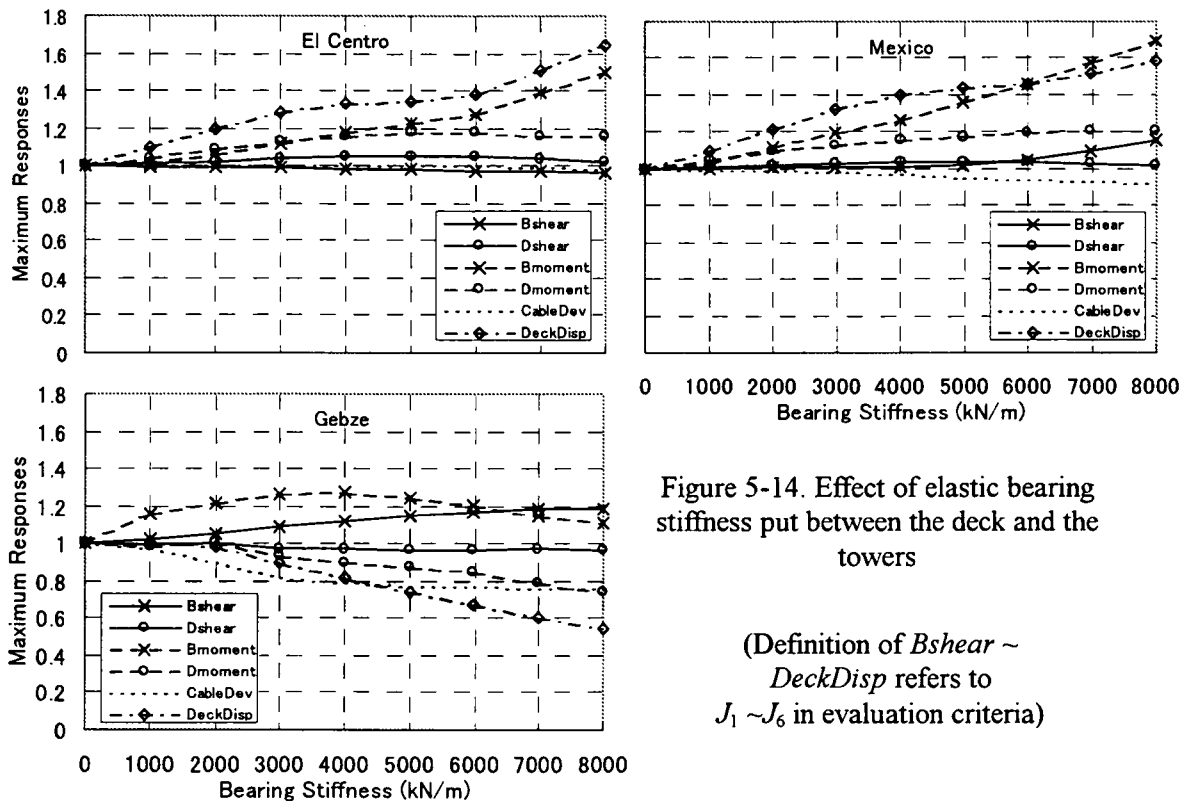 El Centro
Maximum Responses
1.8
1.6
1.4
1.2
1
0.8
0.6
0.4
0.2
0
Bshear
Dshear
Bmoment
Dmoment
CableDev
DeckDisp
Mexico
Bshear
Dshear
Bmoment
Dmoment
CableDev
DeckDisp
0 1000 2000 3000 4000 5000 6000 7000 8000
Bearing Stiffness (kN/m)
Gebze
Maximum Responses
1.8
1.6
1.4
1.2
1
0.8
0.6
0.4
0.2
0
Bshear
Dshear
Bmoment
Dmoment
CableDev
DeckDisp
0 1000 2000 3000 4000 5000 6000 7000 8000
Bearing Stiffness (kN/m)
Figure 5-14. Effect of elastic bearing
stiffness put between the deck and the
towers
(Definition of Bshear ~
DeckDisp refers to
J1 ~J6 in evaluation criteria)